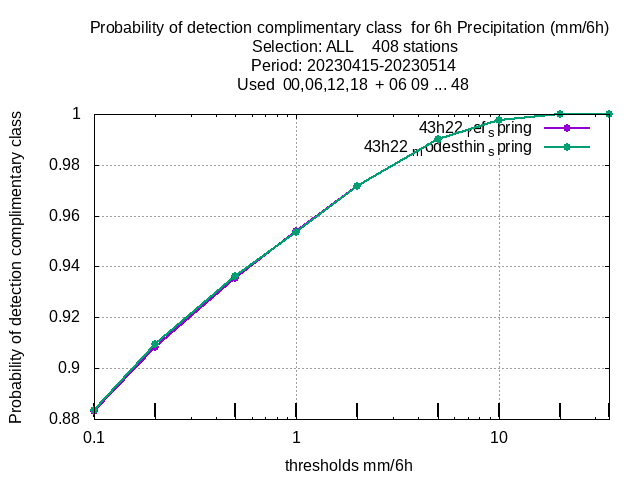 Probability of detection complimentary class  for 6h Precipitation (mm/6h)
Selection: ALL    408 stations
Period: 20230415-20230514
Used  00,06,12,18  + 06 09 ... 48
Probability of detection complimentary class
1
0.98
0.96
0.94
0.92
0.9
0.88
43h22_ref_spring
43h22_modesthin_spring
0.1
1
10
thresholds mm/6h